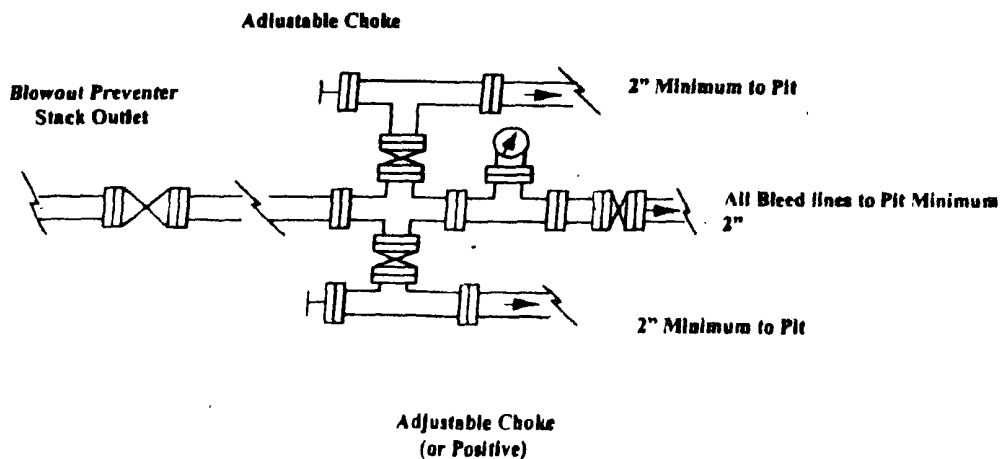 Adjustable Choke
Blowout Preventer
Stack Outlet
2" Minimum to Pit
All Bleed lines to Pit Minimum
2"
2" Minimum to Pit
Adjustable Choke
(or Positive)